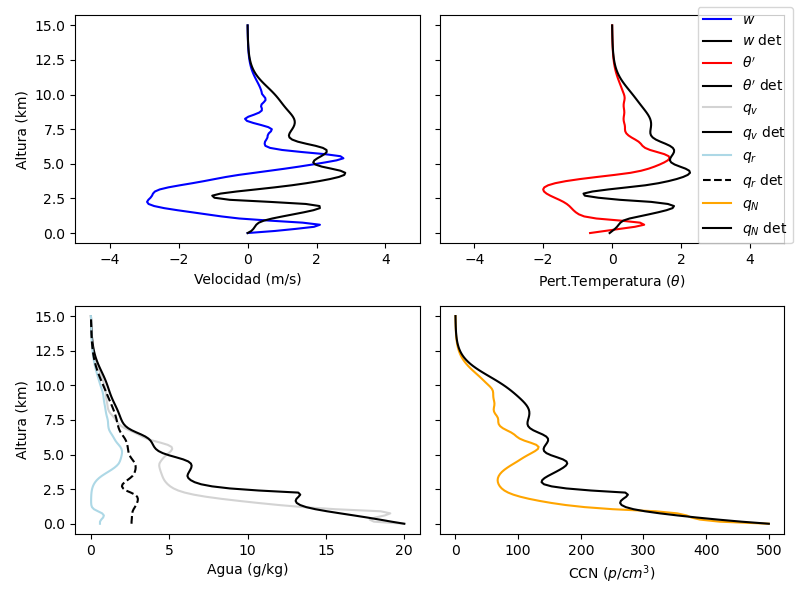 15.0
12.5
10.0
7.5
5.0
2.5
0.0
Altura (km)
−4 −2 0 2 4
Velocidad (m/s)
−4 −2 0 2 4
Pert.Temperatura (θ)
w
w det
θ′
θ′ det
q_v
q_v det
q_r
q_r det
q_N
q_N det
15.0
12.5
10.0
7.5
5.0
2.5
0.0
Altura (km)
0 5 10 15 20
Agua (g/kg)
0 100 200 300 400 500
CCN (p/cm³)